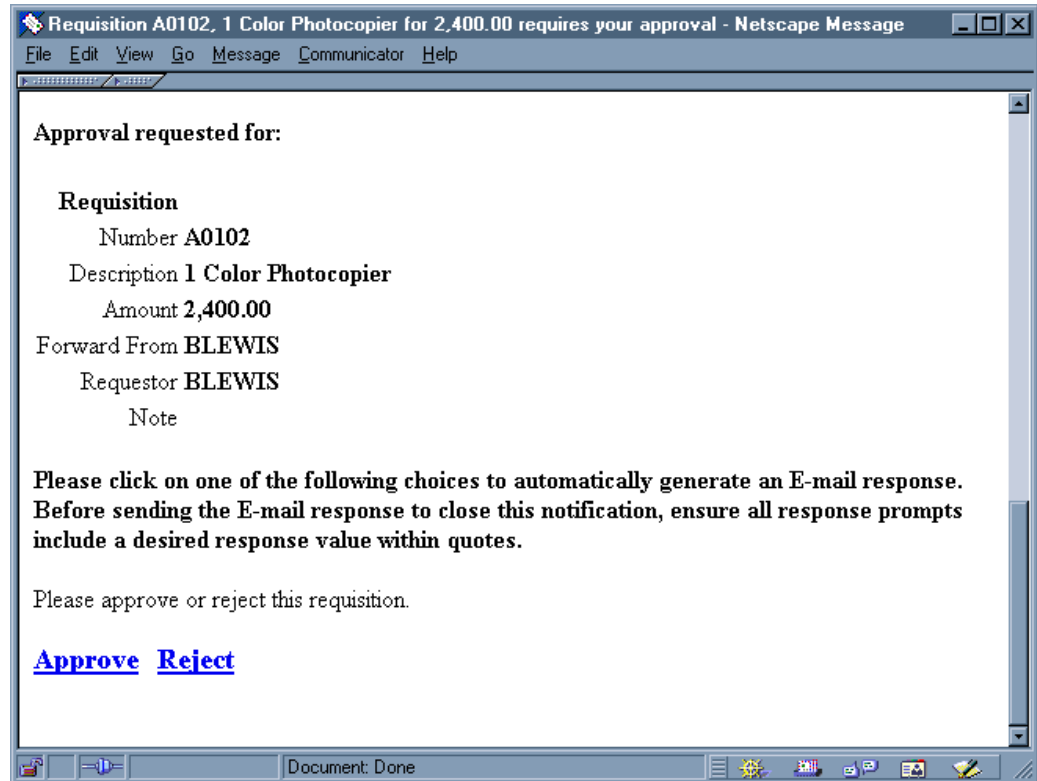 Requisition A0102, 1 Color Photocopier for 2,400.00 requires your approval - Netscape Message
File Edit View Go Message Communicator Help
Approval requested for:
Requisition
Number A0102
Description 1 Color Photocopier
Amount 2,400.00
Forward From BLEWIS
Requestor BLEWIS
Note
Please click on one of the following choices to automatically generate an E-mail response.
Before sending the E-mail response to close this notification, ensure all response prompts
include a desired response value within quotes.
Please approve or reject this requisition.
Approve Reject
Document: Done